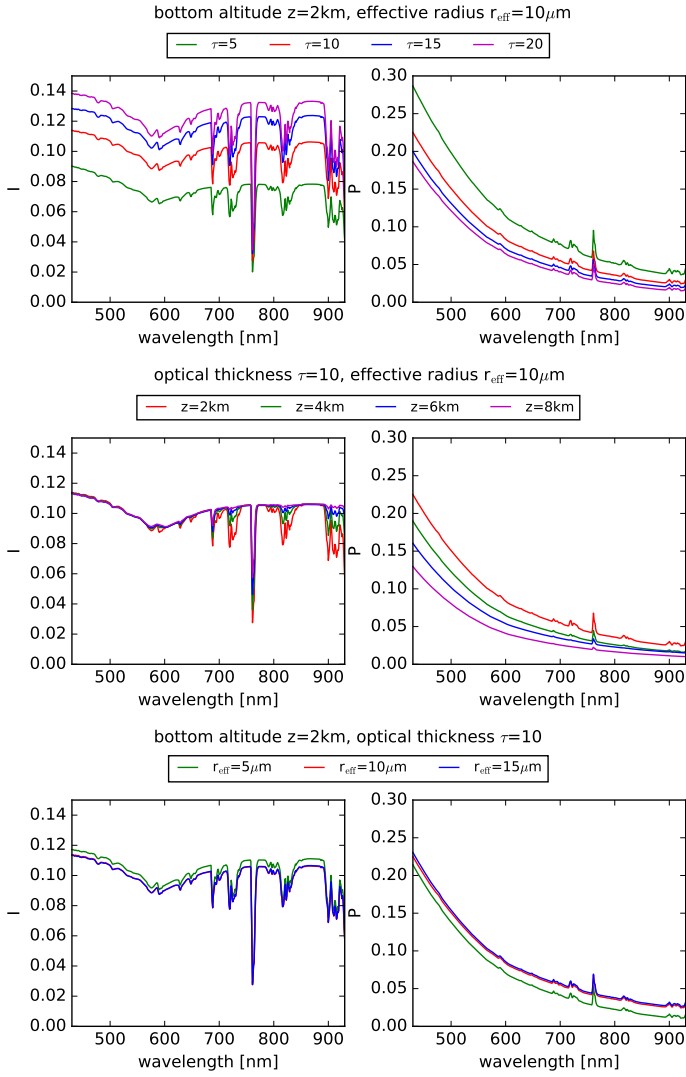 bottom altitude z=2km, effective radius r_eff=10μm
τ=5 τ=10 τ=15 τ=20
0.14 0.30
0.12 0.25
0.10 0.20
0.08 0.15
I P
0.06 0.10
0.04
0.02 0.05
0.00 0.00
500 600 700 800 900 500 600 700 800 900
wavelength [nm] wavelength [nm]
optical thickness τ=10, effective radius r_eff=10μm
z=2km z=4km z=6km z=8km
0.14 0.30
0.12 0.25
0.10 0.20
0.08 0.15
I P
0.06 0.10
0.04
0.02 0.05
0.00 0.00
500 600 700 800 900 500 600 700 800 900
wavelength [nm] wavelength [nm]
bottom altitude z=2km, optical thickness τ=10
r_eff=5μm r_eff=10μm r_eff=15μm
0.14 0.30
0.12 0.25
0.10 0.20
0.08 0.15
I P
0.06 0.10
0.04
0.02 0.05
0.00 0.00
500 600 700 800 900 500 600 700 800 900
wavelength [nm] wavelength [nm]